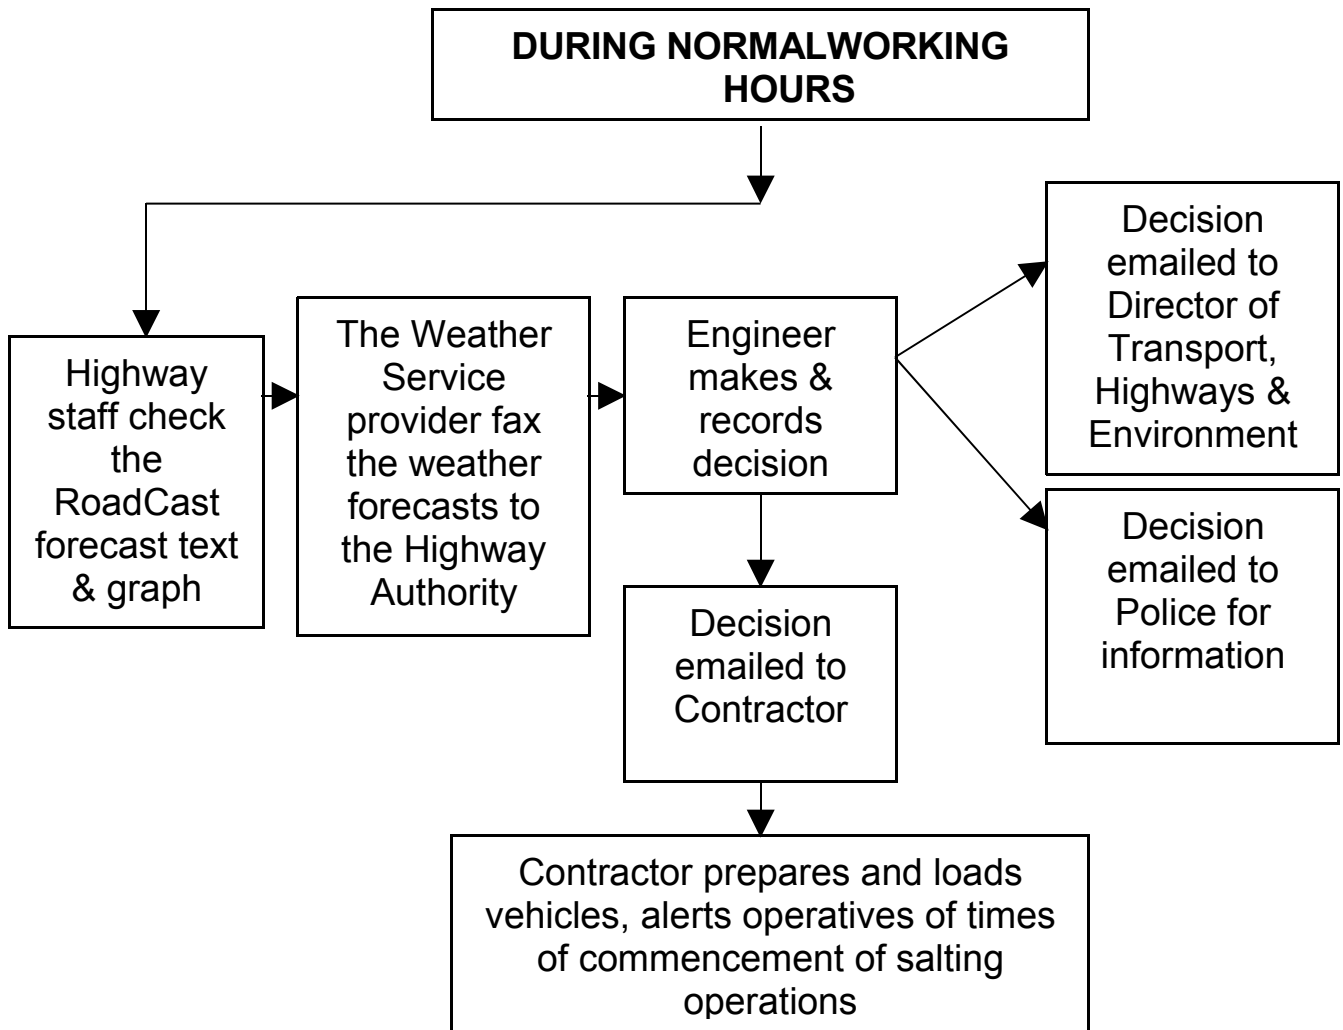 DURING NORMALWORKING
HOURS
Highway
staff check
the
RoadCast
forecast text
& graph
The Weather
Service
provider fax
the weather
forecasts to
the Highway
Authority
Engineer
makes &
records
decision
Decision
emailed to
Director of
Transport,
Highways &
Environment
Decision
emailed to
Police for
information
Decision
emailed to
Contractor
Contractor prepares and loads
vehicles, alerts operatives of times
of commencement of salting
operations